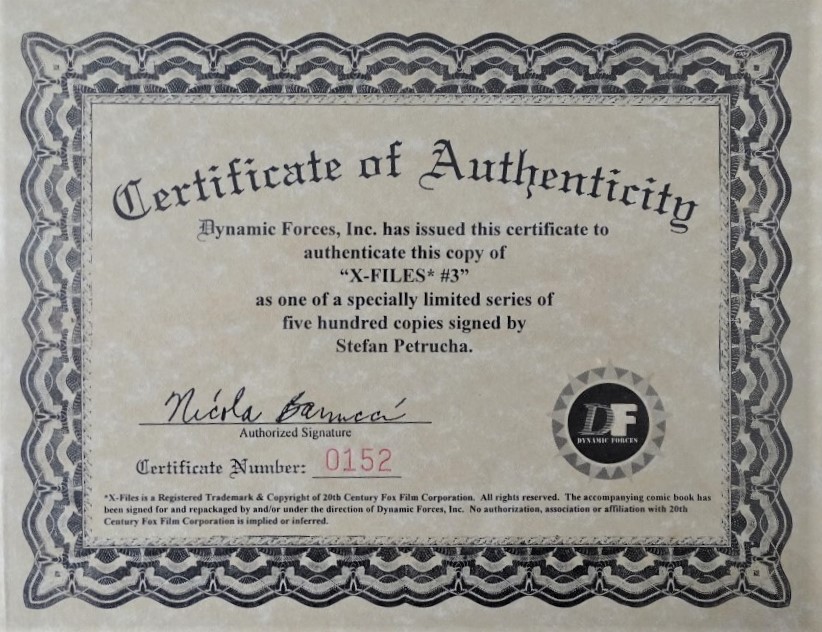 Certificate of Authenticity
Dynamic Forces, Inc. has issued this certificate to
authenticate this copy of
"X-FILES* #3"
as one of a specially limited series of
five hundred copies signed by
Stefan Petrucha.
Nicola Barrucci
Authorized Signature
DF
DYNAMIC FORCES
Certificate Number: 0152
*X-Files is a Registered Trademark & Copyright of 20th Century Fox Film Corporation. All rights reserved. The accompanying comic book has
been signed for and repackaged by and/or under the direction of Dynamic Forces, Inc. No authorization, association or affiliation with 20th
Century Fox Film Corporation is implied or inferred.